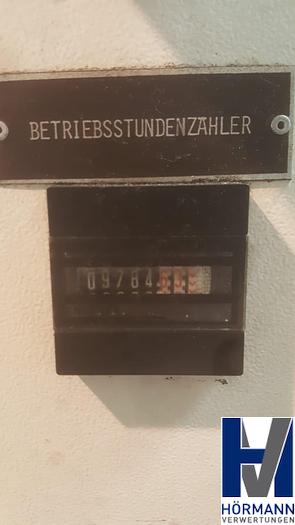 BETRIEBSSTUNDENZÄHLER
09784
HÖRMANN
VERWERTUNGEN